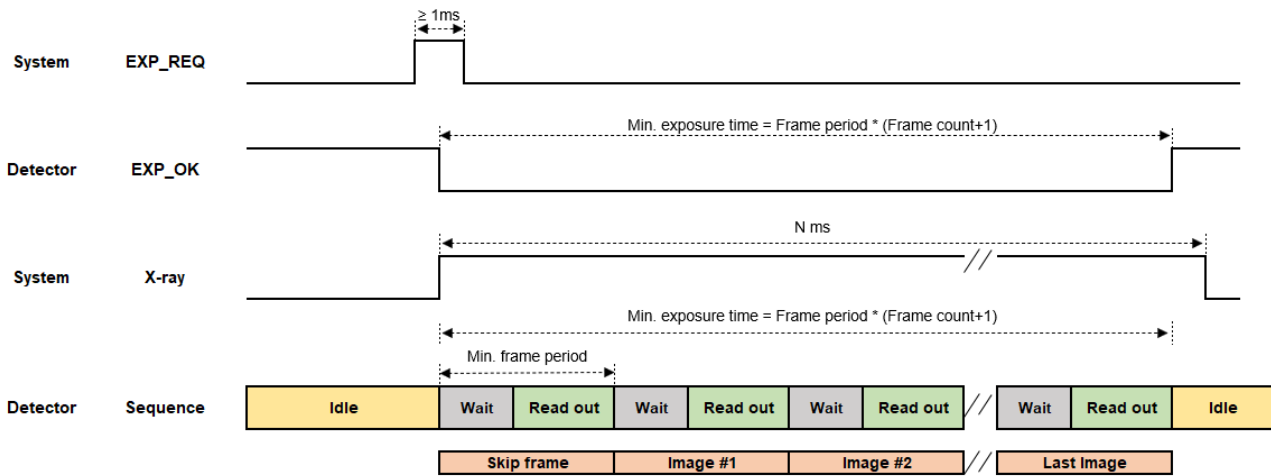 ≥ 1ms
System EXP_REQ
Min. exposure time = Frame period * (Frame count+1)
Detector EXP_OK
N ms
System X-ray
Min. exposure time = Frame period * (Frame count+1)
Min. frame period
Detector Sequence Idle Wait Read out Wait Read out Wait Read out Wait Read out Idle
Skip frame Image #1 Image #2 Last Image